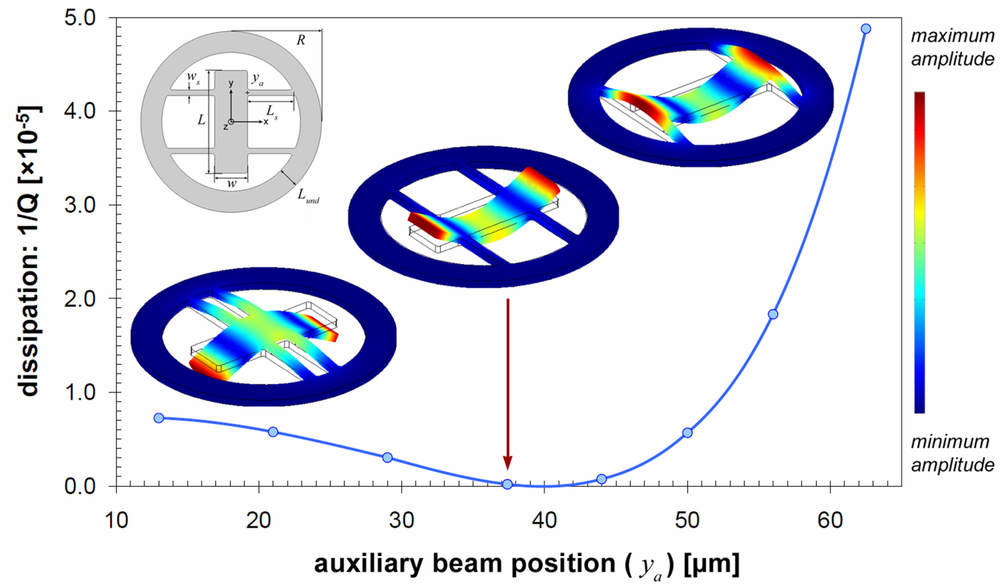 5.0
4.0
3.0
2.0
1.0
0.0
dissipation: 1/Q [×10-5]
R
ws
ya
y
L
Ls
z
x
w
Lund
maximum
amplitude
minimum
amplitude
10 20 30 40 50 60
auxiliary beam position ( ya ) [µm]